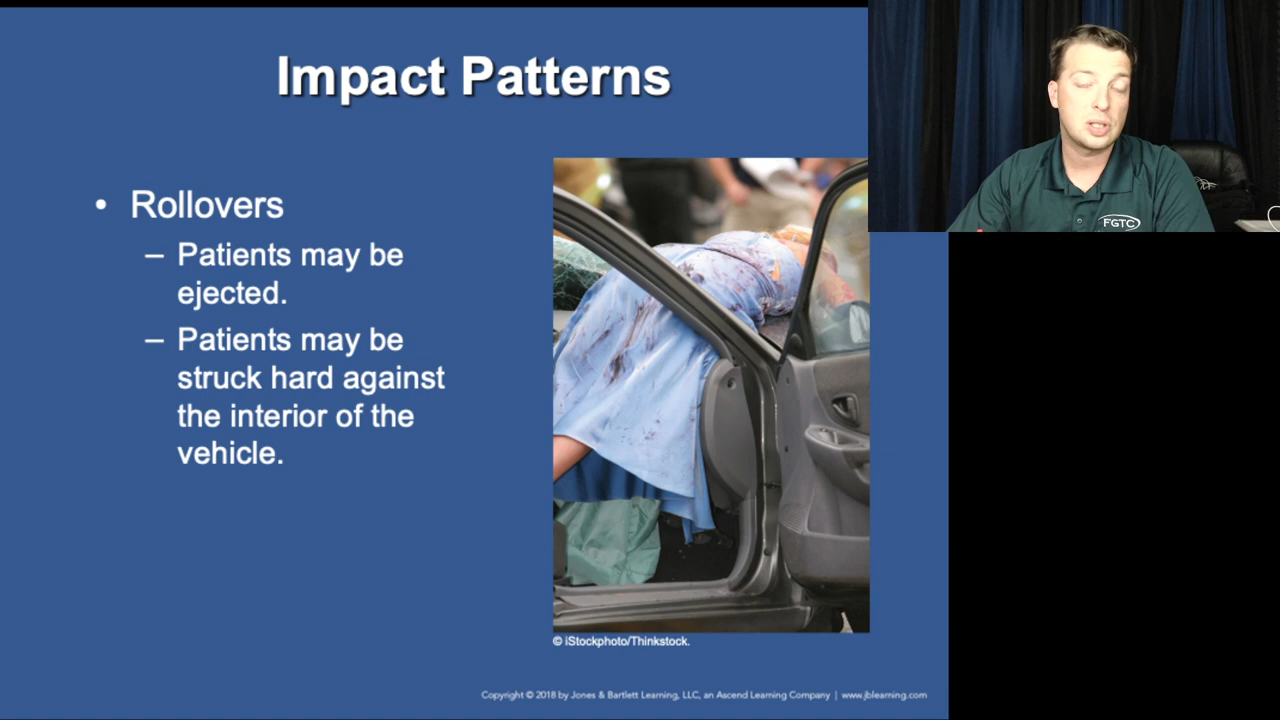 Impact Patterns
• Rollovers
– Patients may be
ejected.
– Patients may be
struck hard against
the interior of the
vehicle.
© iStockphoto/Thinkstock.
Copyright © 2018 by Jones & Bartlett Learning, LLC, an Ascend Learning Company | www.jblearning.com
FGTC